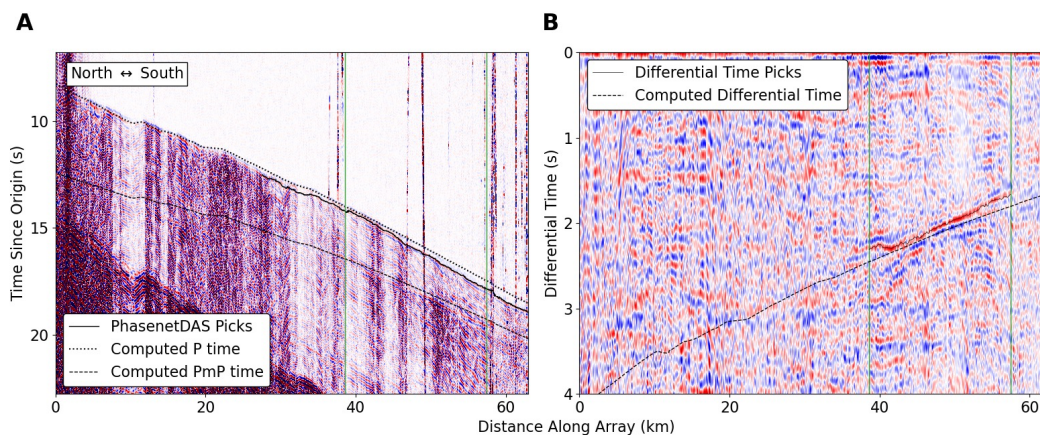 A
B
North ↔ South
10
15
20
Time Since Origin (s)
PhasenetDAS Picks
Computed P time
Computed PmP time
0
20
40
60
0
1
2
3
4
Differential Time (s)
Differential Time Picks
Computed Differential Time
0
20
40
60
Distance Along Array (km)